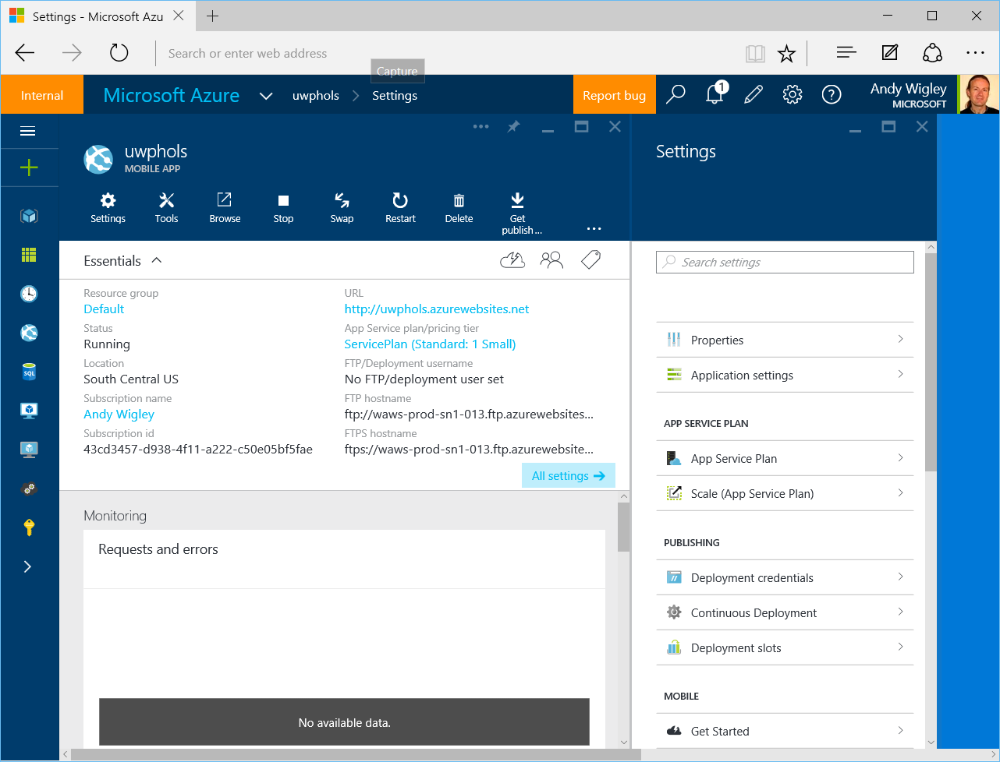 Settings - Microsoft Azu
Search or enter web address
Capture
Internal
Microsoft Azure
uwphols
Settings
Report bug
1
Andy Wigley
MICROSOFT
uwphols
MOBILE APP
Settings
Tools
Browse
Stop
Swap
Restart
Delete
Get
publish ...
Essentials
Resource group
Default
Status
Running
Location
South Central US
Subscription name
Andy Wigley
Subscription id
43cd3457-d938-4f11-a222-c50e05bf5fae
URL
http://uwphols.azurewebsites.net
App Service plan/pricing tier
ServicePlan (Standard: 1 Small)
FTP/Deployment username
No FTP/deployment user set
FTP hostname
ftp://waws-prod-sn1-013.ftp.azurewebsites...
FTPS hostname
ftps://waws-prod-sn1-013.ftp.azurewebsite...
All settings
Monitoring
Requests and errors
No available data.
SQL
Settings
Search settings
Properties
Application settings
APP SERVICE PLAN
App Service Plan
Scale (App Service Plan)
PUBLISHING
Deployment credentials
Continuous Deployment
Deployment slots
MOBILE
Get Started